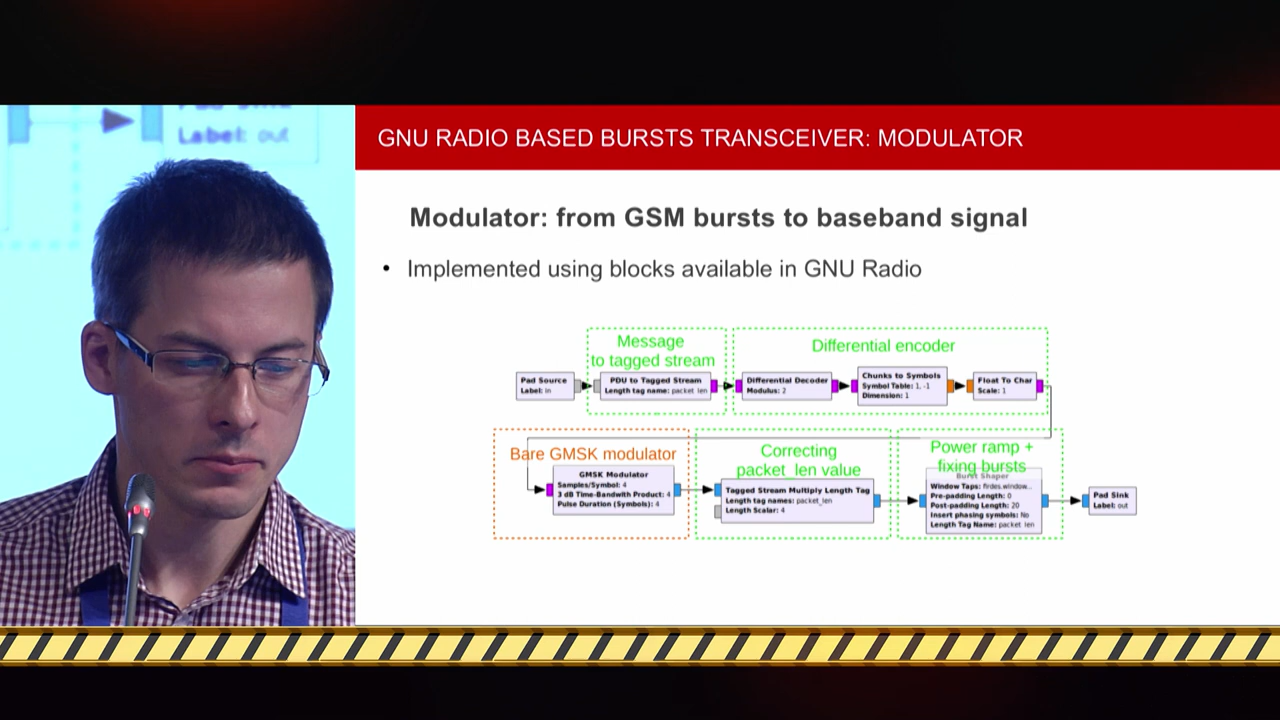 Label: out
GNU RADIO BASED BURSTS TRANSCEIVER: MODULATOR
Modulator: from GSM bursts to baseband signal
• Implemented using blocks available in GNU Radio
Message
to tagged stream
Differential encoder
Pad Source
Label: in
PDU to Tagged Stream
Length tag name: packet_len
Differential Decoder
Modulus: 2
Chunks to Symbols
Symbol Table: 1, -1
Dimension: 1
Float To Char
Scale: 1
Bare GMSK modulator
Correcting
packet_len value
Power ramp +
fixing bursts
GMSK Modulator
Samples/Symbol: 4
3 dB Time-Bandwith Product: 4
Pulse Duration (Symbols): 4
Tagged Stream Multiply Length Tag
Length tag names: packet_len
Length Scalar: 4
Burst Shaper
Window Taps: firdes.window...
Pre-padding Length: 0
Post-padding Length: 20
Insert phasing symbols: No
Length Tag Name: packet_len
Pad Sink
Label: out